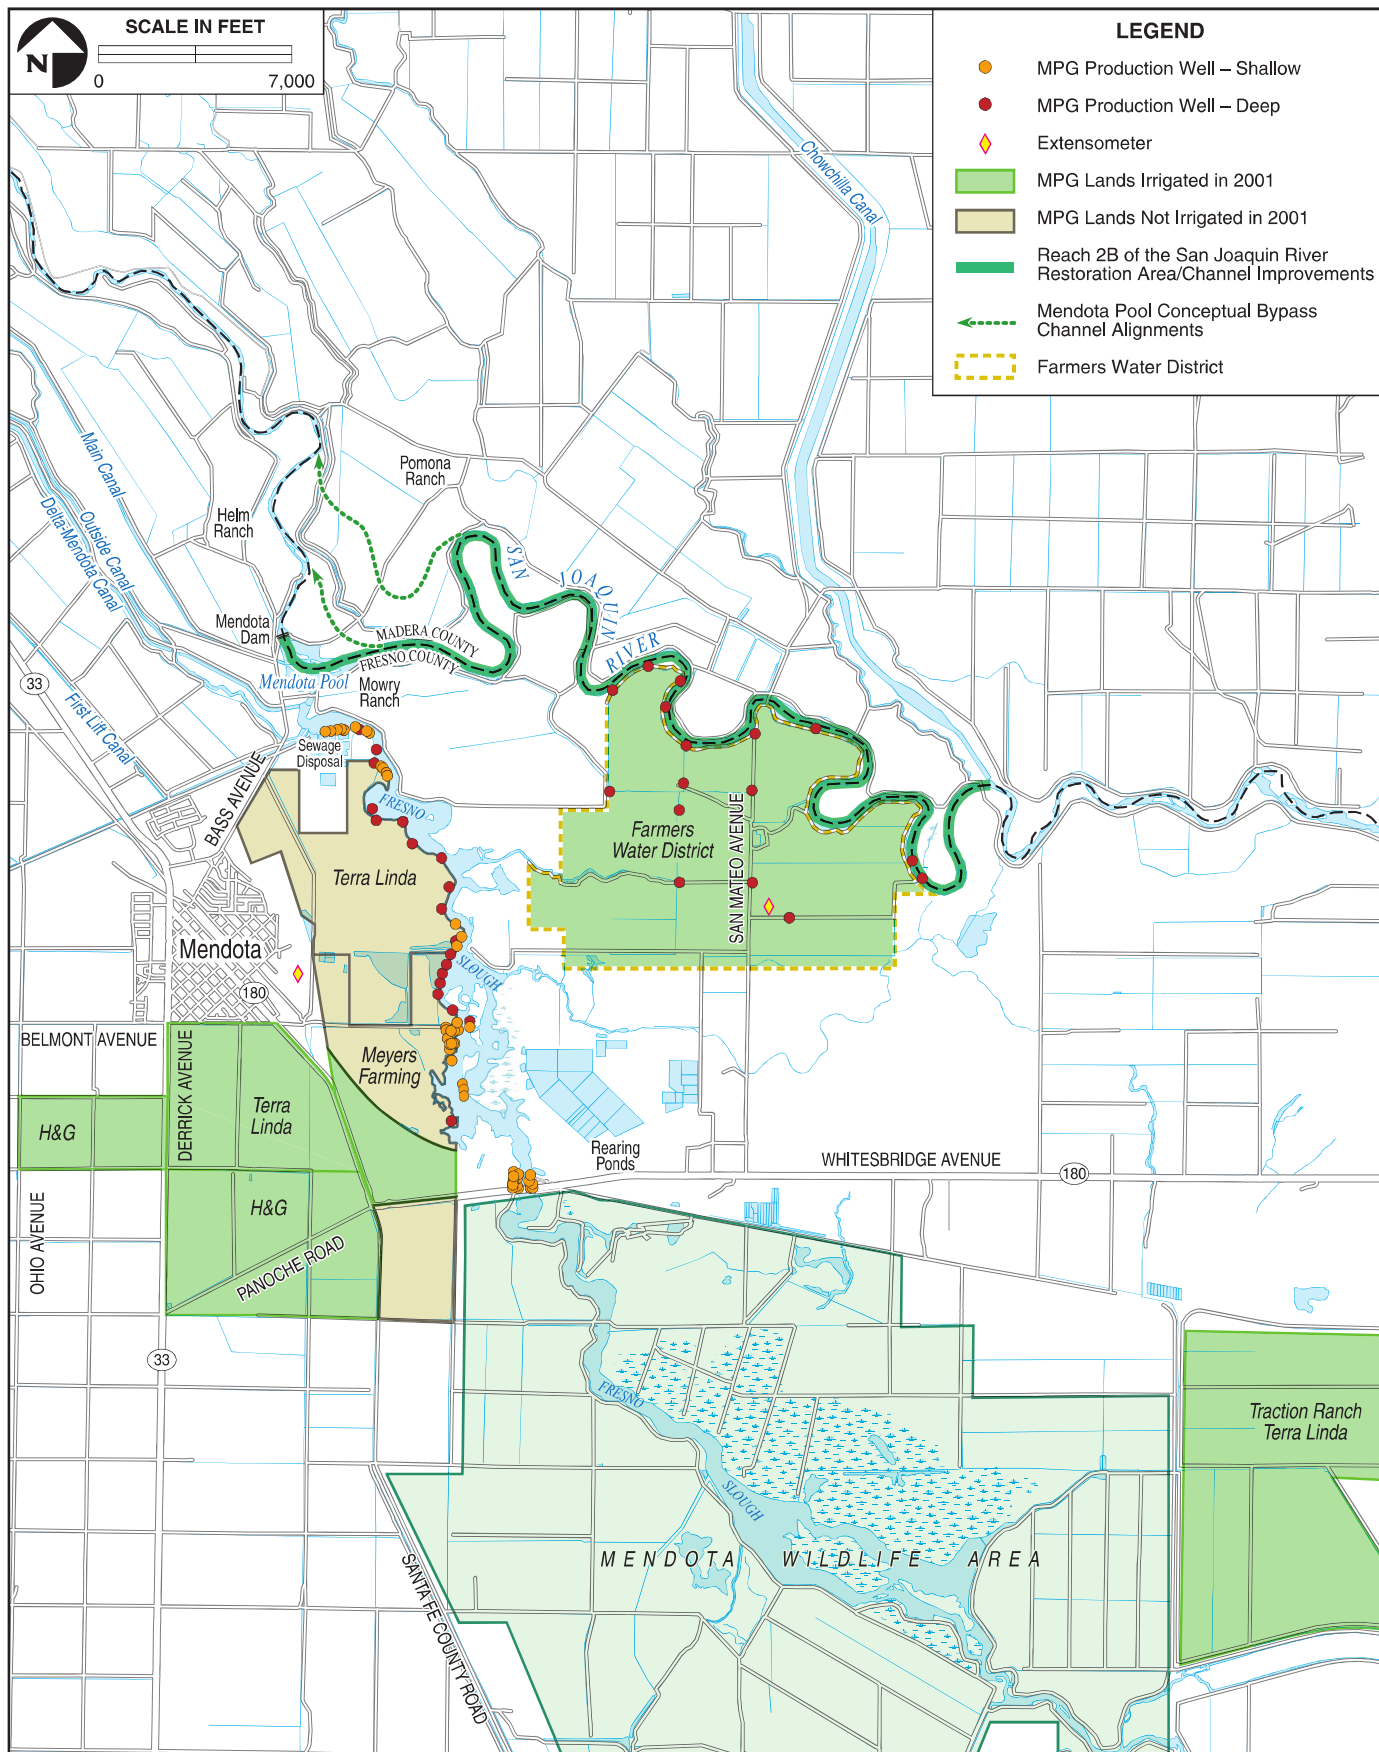 SCALE IN FEET
N
0
7,000
LEGEND
MPG Production Well – Shallow
MPG Production Well – Deep
Extensometer
MPG Lands Irrigated in 2001
MPG Lands Not Irrigated in 2001
Reach 2B of the San Joaquin River
Restoration Area/Channel Improvements
Mendota Pool Conceptual Bypass
Channel Alignments
Farmers Water District
Chowchilla Canal
Main Canal
Outside Canal
Delta-Mendota Canal
Helm
Ranch
Pomona
Ranch
SAN
JOAQUIN
RIVER
Mendota
Dam
MADERA COUNTY
FRESNO COUNTY
Mendota Pool
Mowry
Ranch
33
First Lift Canal
Sewage
Disposal
BASS AVENUE
FRESNO
Farmers
Water District
SAN MATEO AVENUE
Terra Linda
Mendota
180
SLOUGH
BELMONT AVENUE
DERRICK AVENUE
Meyers
Farming
H&G
Terra
Linda
Rearing
Ponds
WHITESBRIDGE AVENUE
180
OHIO AVENUE
H&G
PANOCHE ROAD
33
FRESNO
SLOUGH
Traction Ranch
Terra Linda
MENDOTA WILDLIFE AREA
SANTA FE COUNTY ROAD